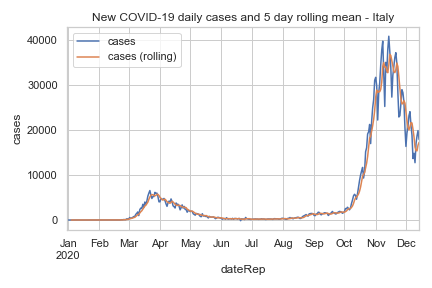 New COVID-19 daily cases and 5 day rolling mean - Italy
cases
cases (rolling)
40000
30000
20000
10000
0
cases
Jan Feb Mar Apr May Jun Jul Aug Sep Oct Nov Dec
2020
dateRep